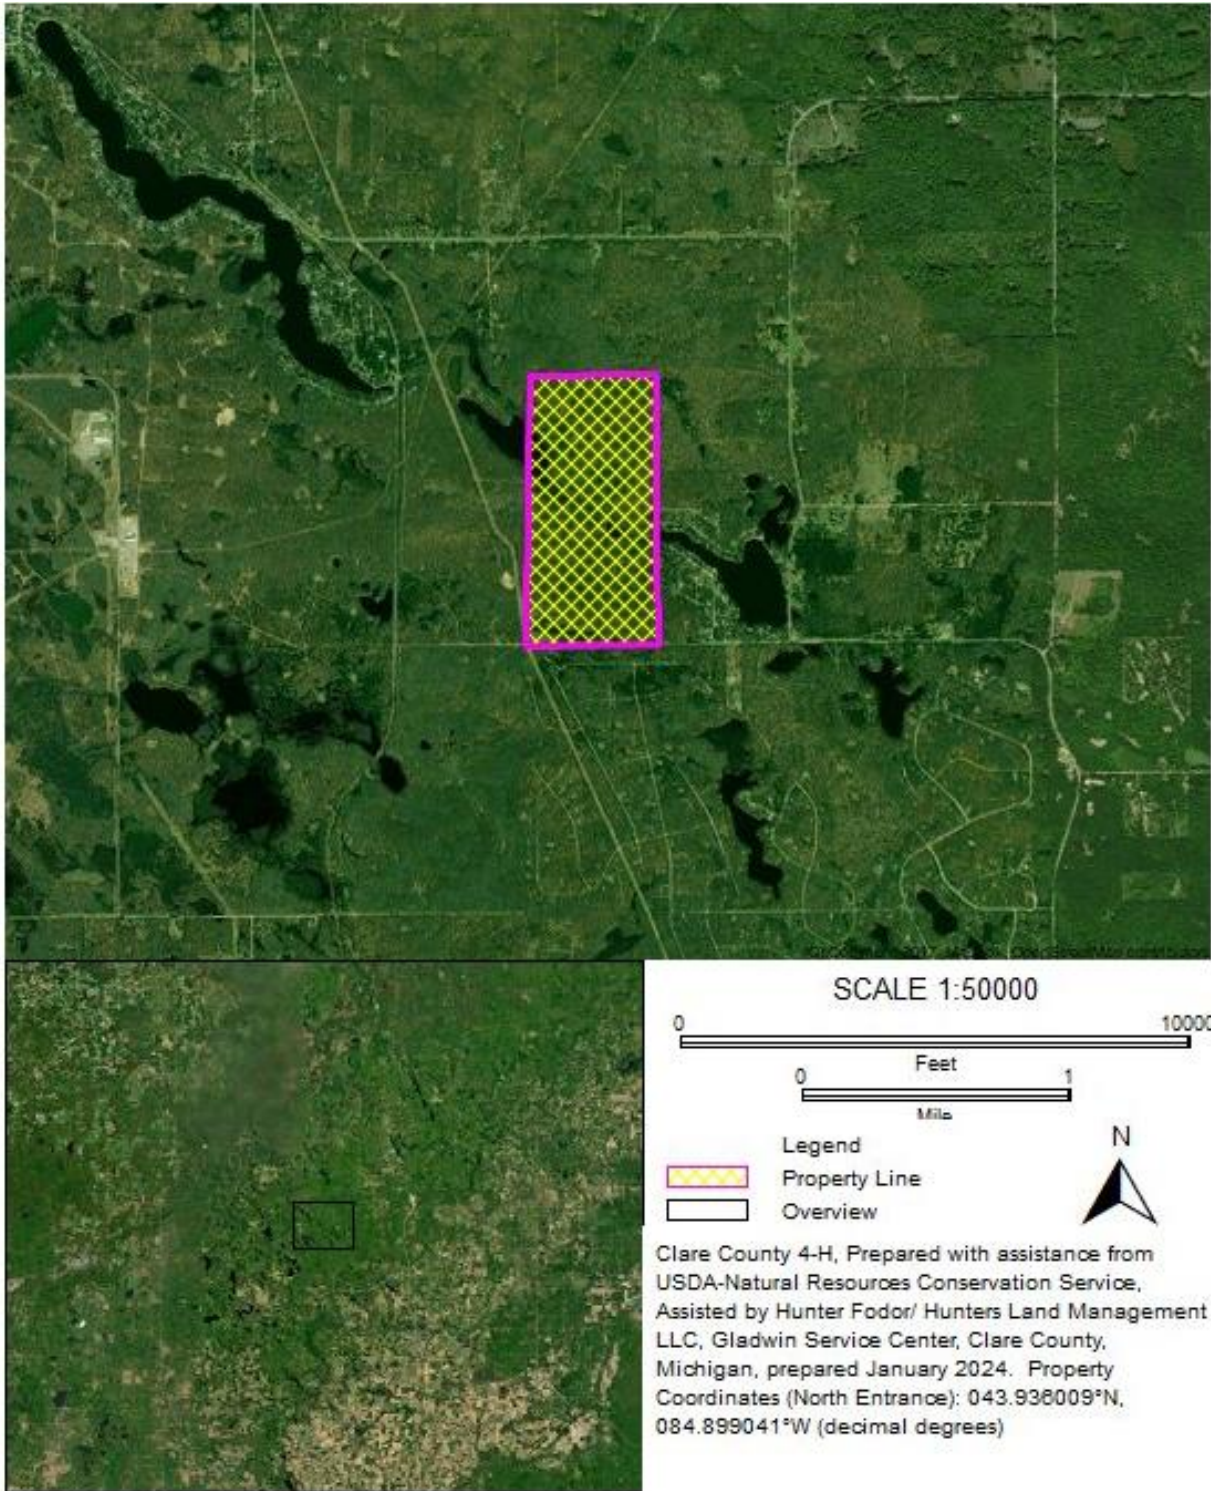 SCALE 1:50000
0 10000
Feet
0 1
Mile
N
Legend
Property Line
Overview
Clare County 4-H, Prepared with assistance from
USDA-Natural Resources Conservation Service,
Assisted by Hunter Fodor/ Hunters Land Management
LLC, Gladwin Service Center, Clare County,
Michigan, prepared January 2024. Property
Coordinates (North Entrance): 043.936009°N,
084.899041°W (decimal degrees)